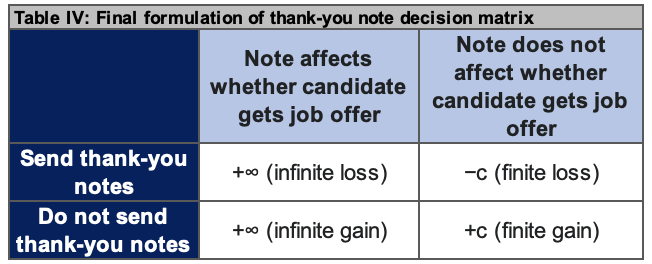 Table IV: Final formulation of thank-you note decision matrix
Note affects
whether candidate
gets job offer
Note does not
affect whether
candidate gets job
offer
Send thank-you
notes
+∞ (infinite loss)
−c (finite loss)
Do not send
thank-you notes
+∞ (infinite gain)
+c (finite gain)